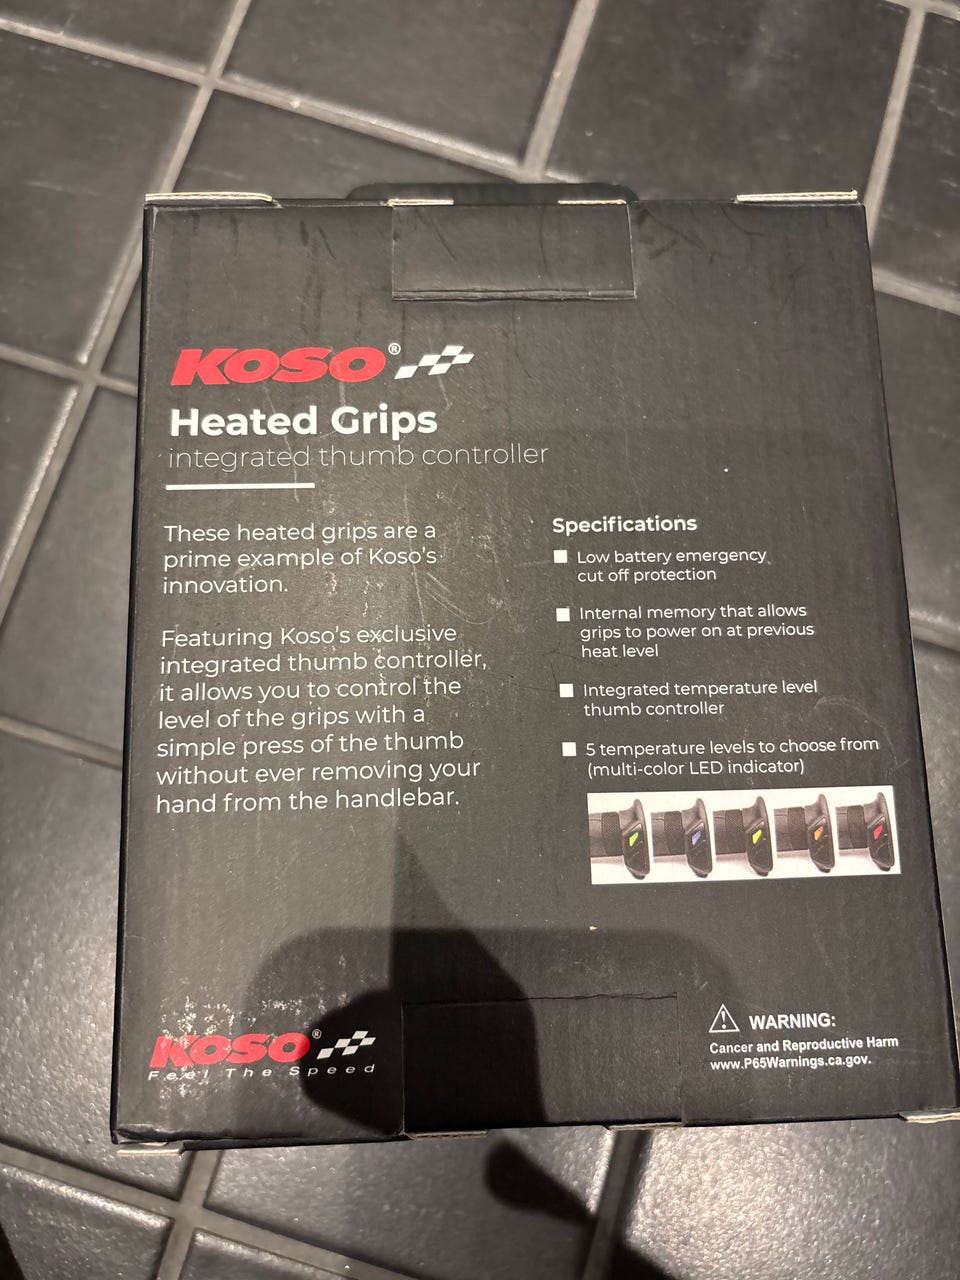 KOSO®
Heated Grips
integrated thumb controller
These heated grips are a
prime example of Koso's
innovation.
Featuring Koso's exclusive
integrated thumb controller,
it allows you to control the
level of the grips with a
simple press of the thumb
without ever removing your
hand from the handlebar.
Specifications
Low battery emergency
cut off protection
Internal memory that allows
grips to power on at previous
heat level
Integrated temperature level
thumb controller
5 temperature levels to choose from
(multi-color LED indicator)
KOSO®
Feel The Speed
WARNING:
Cancer and Reproductive Harm
www.P65Warnings.ca.gov.